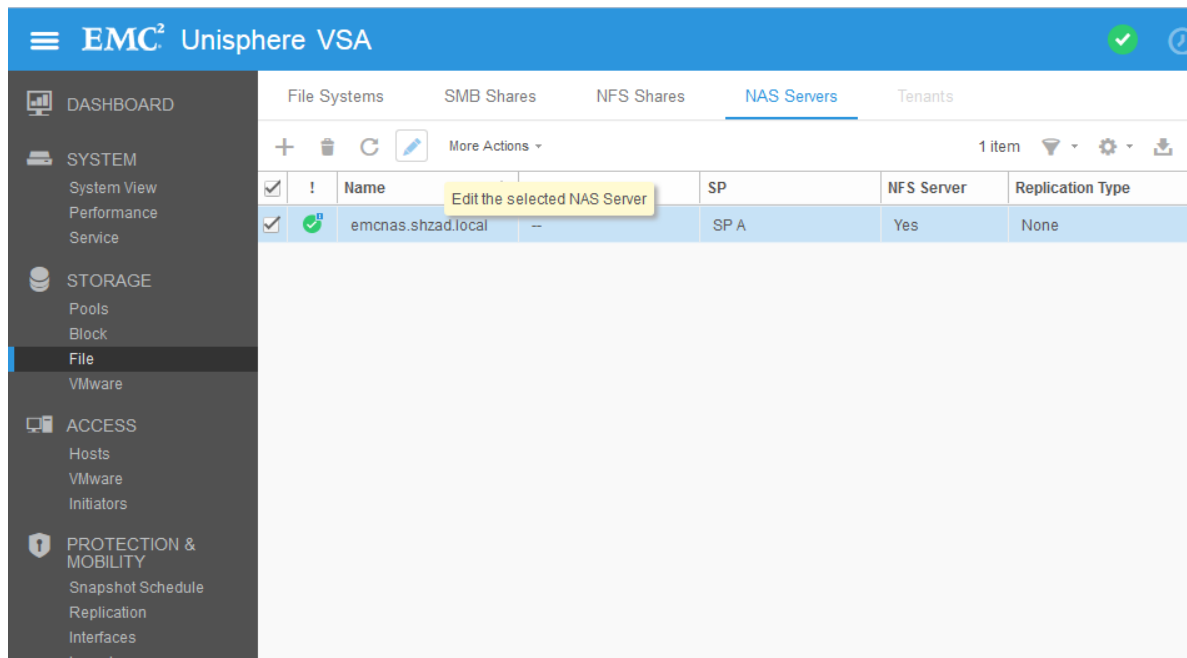 EMC² Unisphere VSA
DASHBOARD
SYSTEM
System View
Performance
Service
STORAGE
Pools
Block
File
VMware
ACCESS
Hosts
VMware
Initiators
PROTECTION &
MOBILITY
Snapshot Schedule
Replication
Interfaces
File Systems SMB Shares NFS Shares NAS Servers Tenants
More Actions 1 item
! Name SP NFS Server Replication Type
Edit the selected NAS Server
emcnas.shzad.local -- SP A Yes None